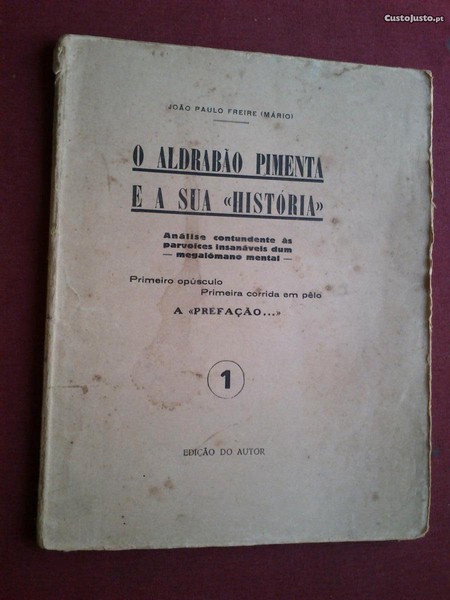 CustoJusto.pt
JOÃO PAULO FREIRE (MÁRIO)
O ALDRABÃO PIMENTA
E A SUA «HISTÓRIA»
Análise contundente às
parvoíces insanáveis dum
— megalómano mental —
Primeiro opúsculo
Primeira corrida em pêlo
A «PREFAÇÃO...»
1
EDIÇÃO DO AUTOR